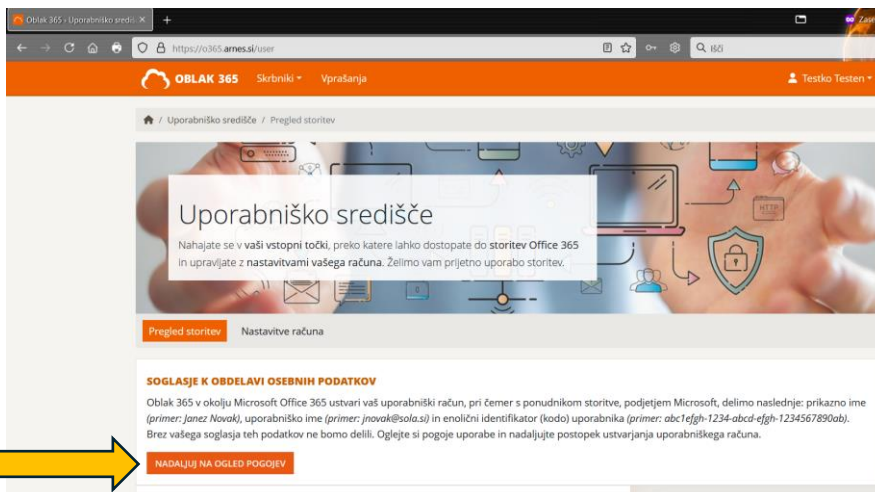 Oblak 365 › Uporabniško središ
https://o365.arnes.si/user
Išči
OBLAK 365 Skrbniki Vprašanja Testko Testen
/ Uporabniško središče / Pregled storitev
HTTP
Uporabniško središče
Nahajate se v vaši vstopni točki, preko katere lahko dostopate do storitev Office 365
in upravljate z nastavitvami vašega računa. Želimo vam prijetno uporabo storitev.
Pregled storitev Nastavitve računa
SOGLASJE K OBDELAVI OSEBNIH PODATKOV
Oblak 365 v okolju Microsoft Office 365 ustvari vaš uporabniški račun, pri čemer s ponudnikom storitve, podjetjem Microsoft, delimo naslednje: prikazno ime
(primer: Janez Novak), uporabniško ime (primer: jnovak@sola.si) in enolični identifikator (kodo) uporabnika (primer: abc1efgh-1234-abcd-efgh-1234567890ab).
Brez vašega soglasja teh podatkov ne bomo delili. Oglejte si pogoje uporabe in nadaljujte postopek ustvarjanja uporabniškega računa.
NADALJUJ NA OGLED POGOJEV